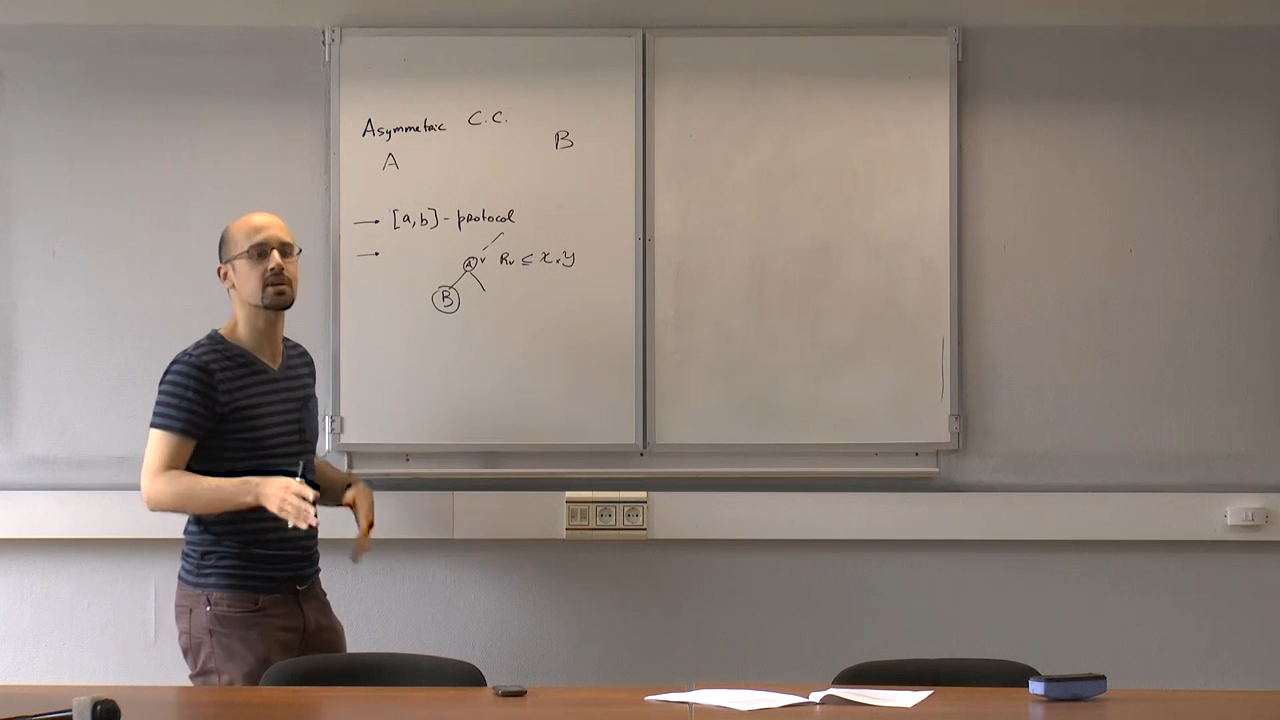 Asymmetric C.C.
A B
→ [a,b] - protocol
→
A v Rv ⊆ X × Y
B